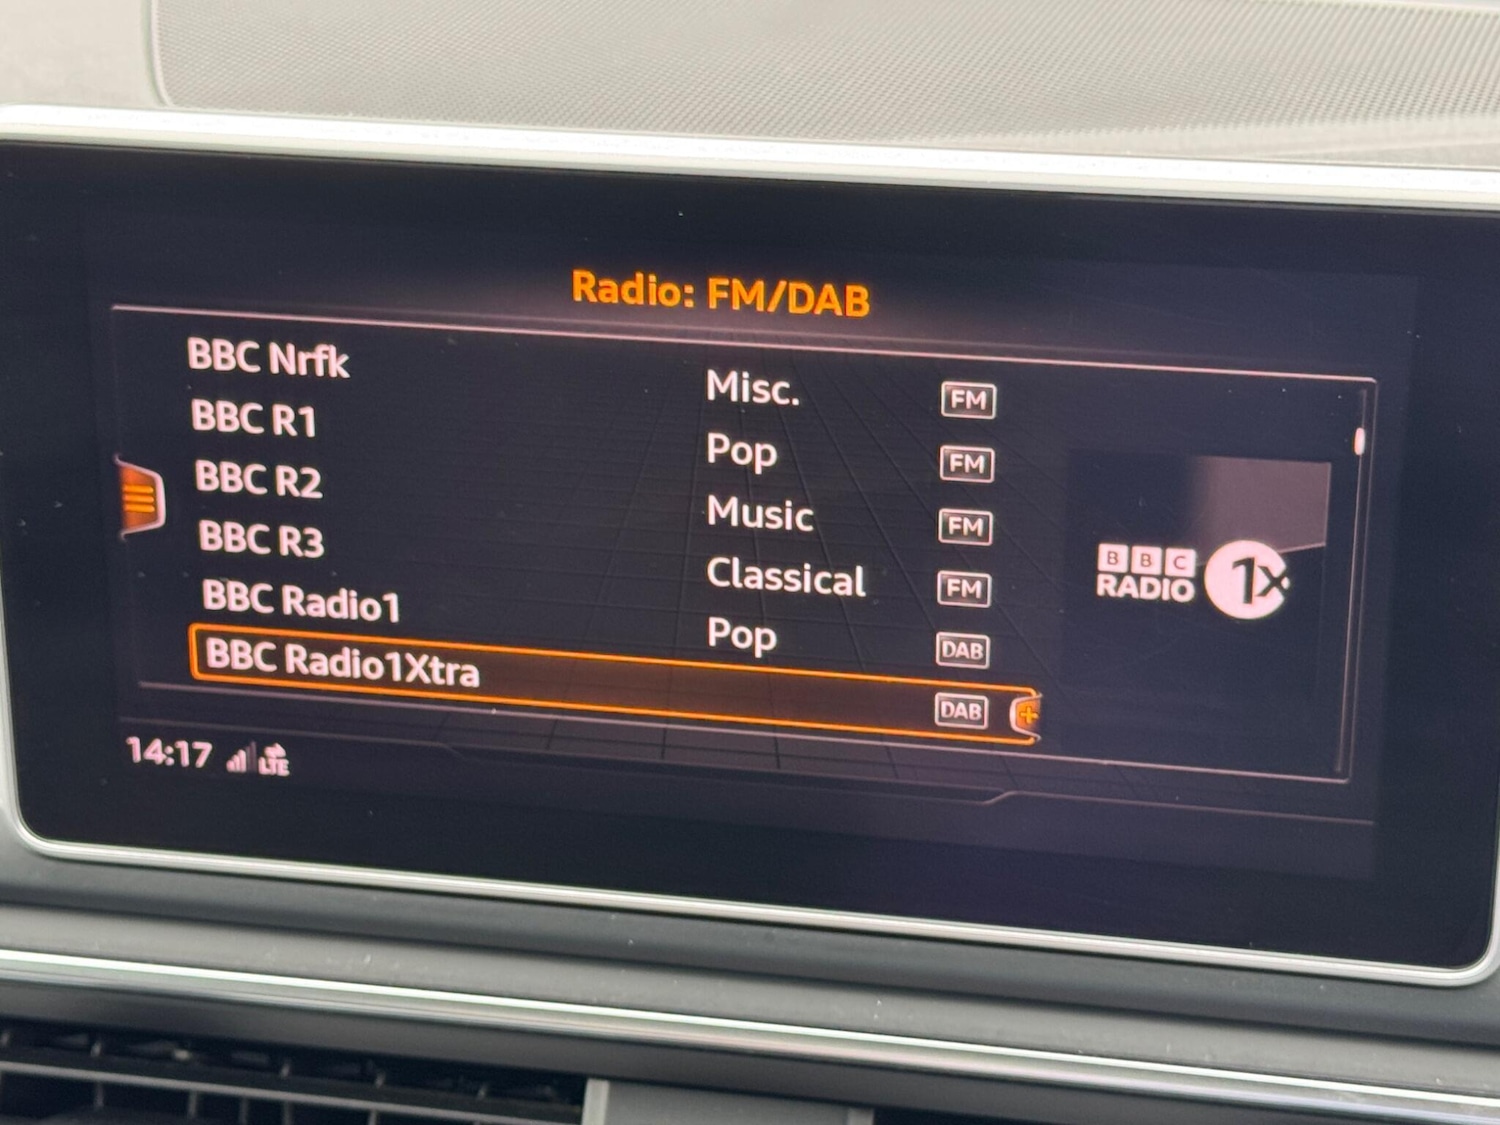 Radio: FM/DAB
BBC Nrfk Misc. FM
BBC R1 Pop FM
BBC R2 Music FM
BBC R3 Classical FM
BBC Radio1 Pop DAB
BBC Radio1Xtra DAB
BBC
RADIO 1X
14:17 LTE